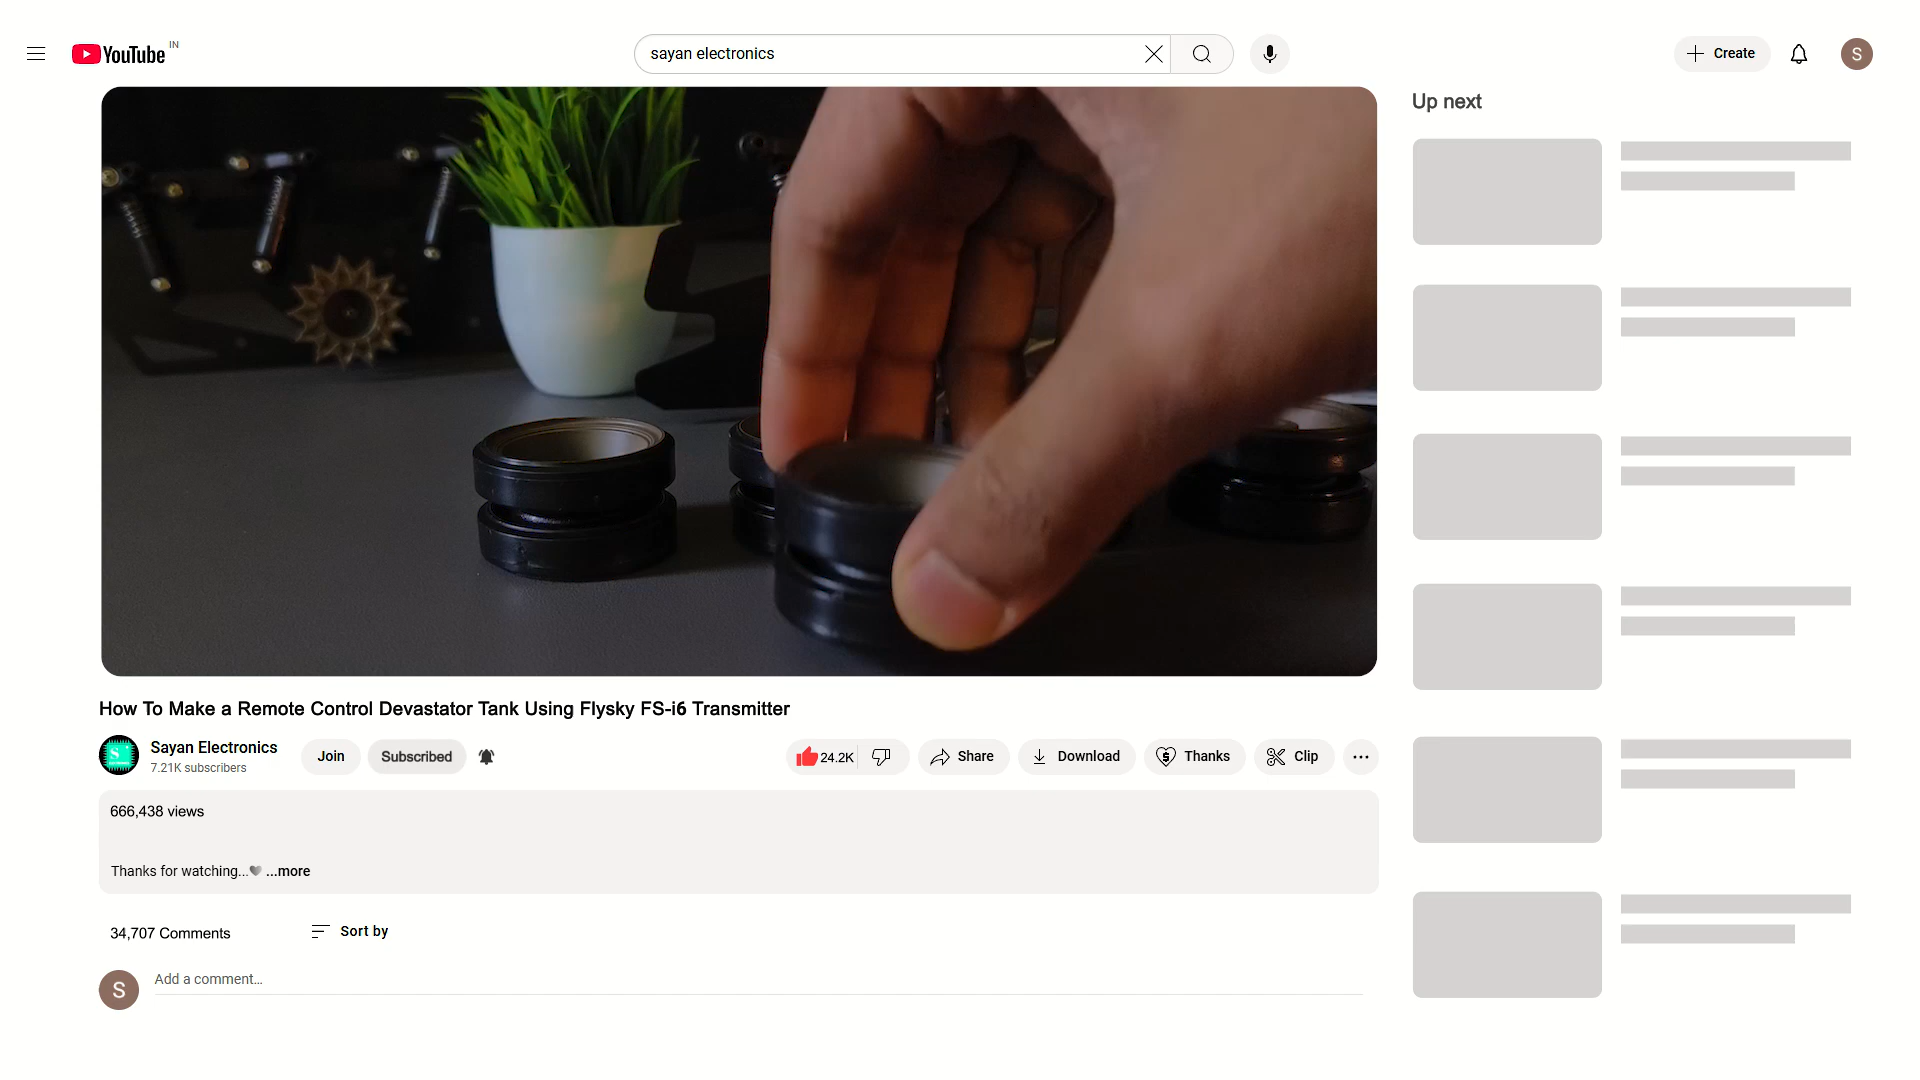 YouTube IN
sayan electronics
Create
S
Up next
How To Make a Remote Control Devastator Tank Using Flysky FS-i6 Transmitter
S
Sayan Electronics
7.21K subscribers
Join
Subscribed
24.2K
Share
Download
Thanks
Clip
666,438 views
Thanks for watching... ...more
34,707 Comments
Sort by
S
Add a comment...